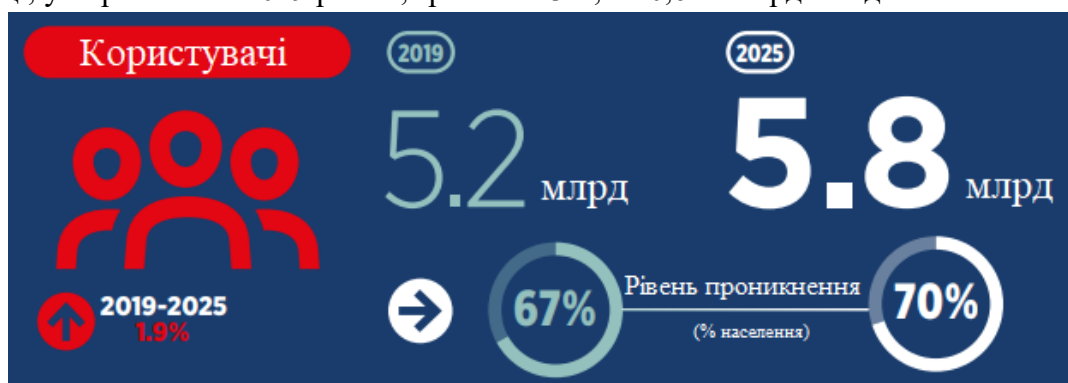 Користувачі
2019
2025
5.2 млрд
5.8 млрд
2019-2025
1.9%
67%
Рівень проникнення
(% населення)
70%